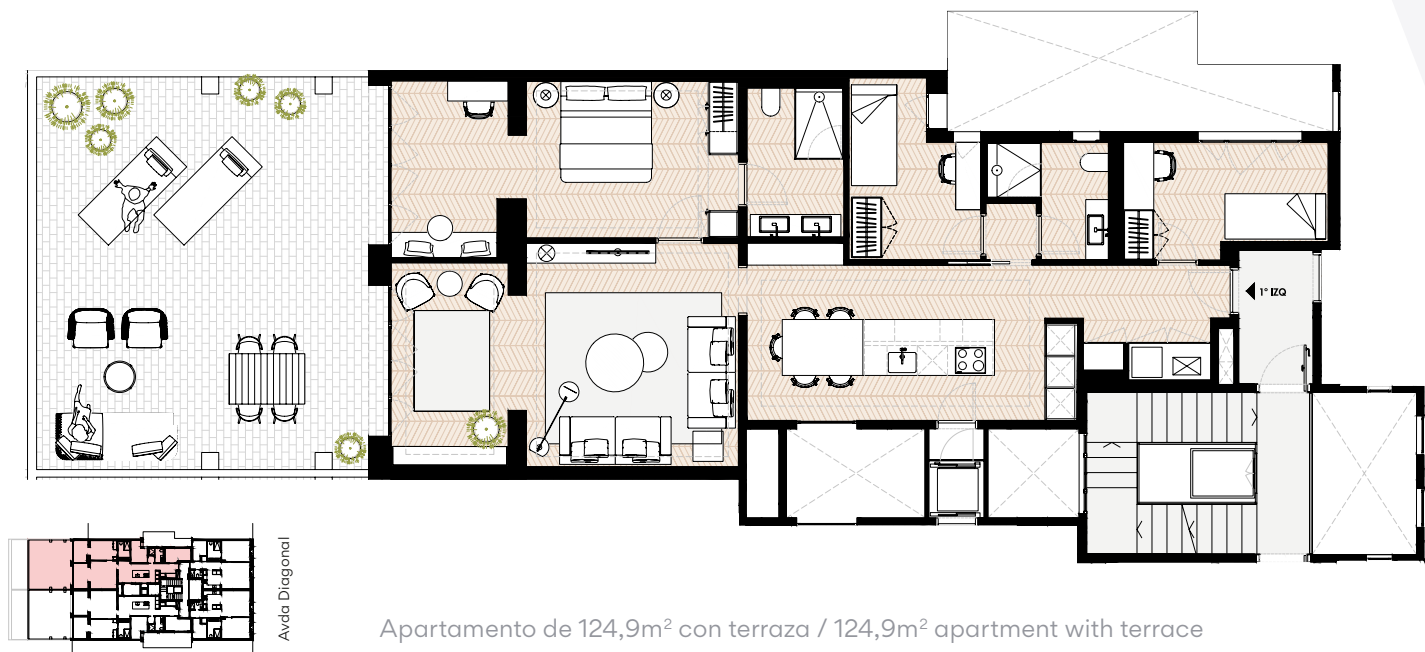 1º IZQ
Avda Diagonal
Apartamento de 124,9m² con terraza / 124,9m² apartment with terrace